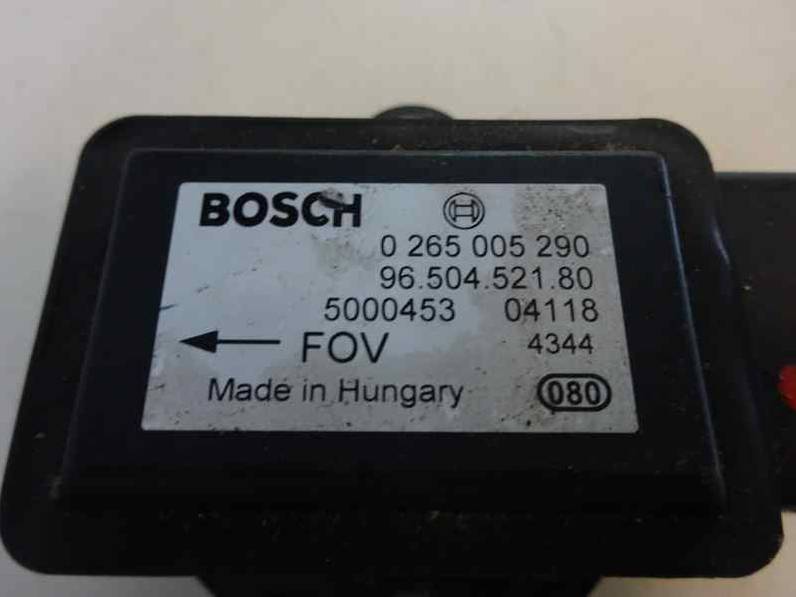 BOSCH
0 265 005 290
96.504.521.80
5000453 04118
FOV 4344
Made in Hungary 080